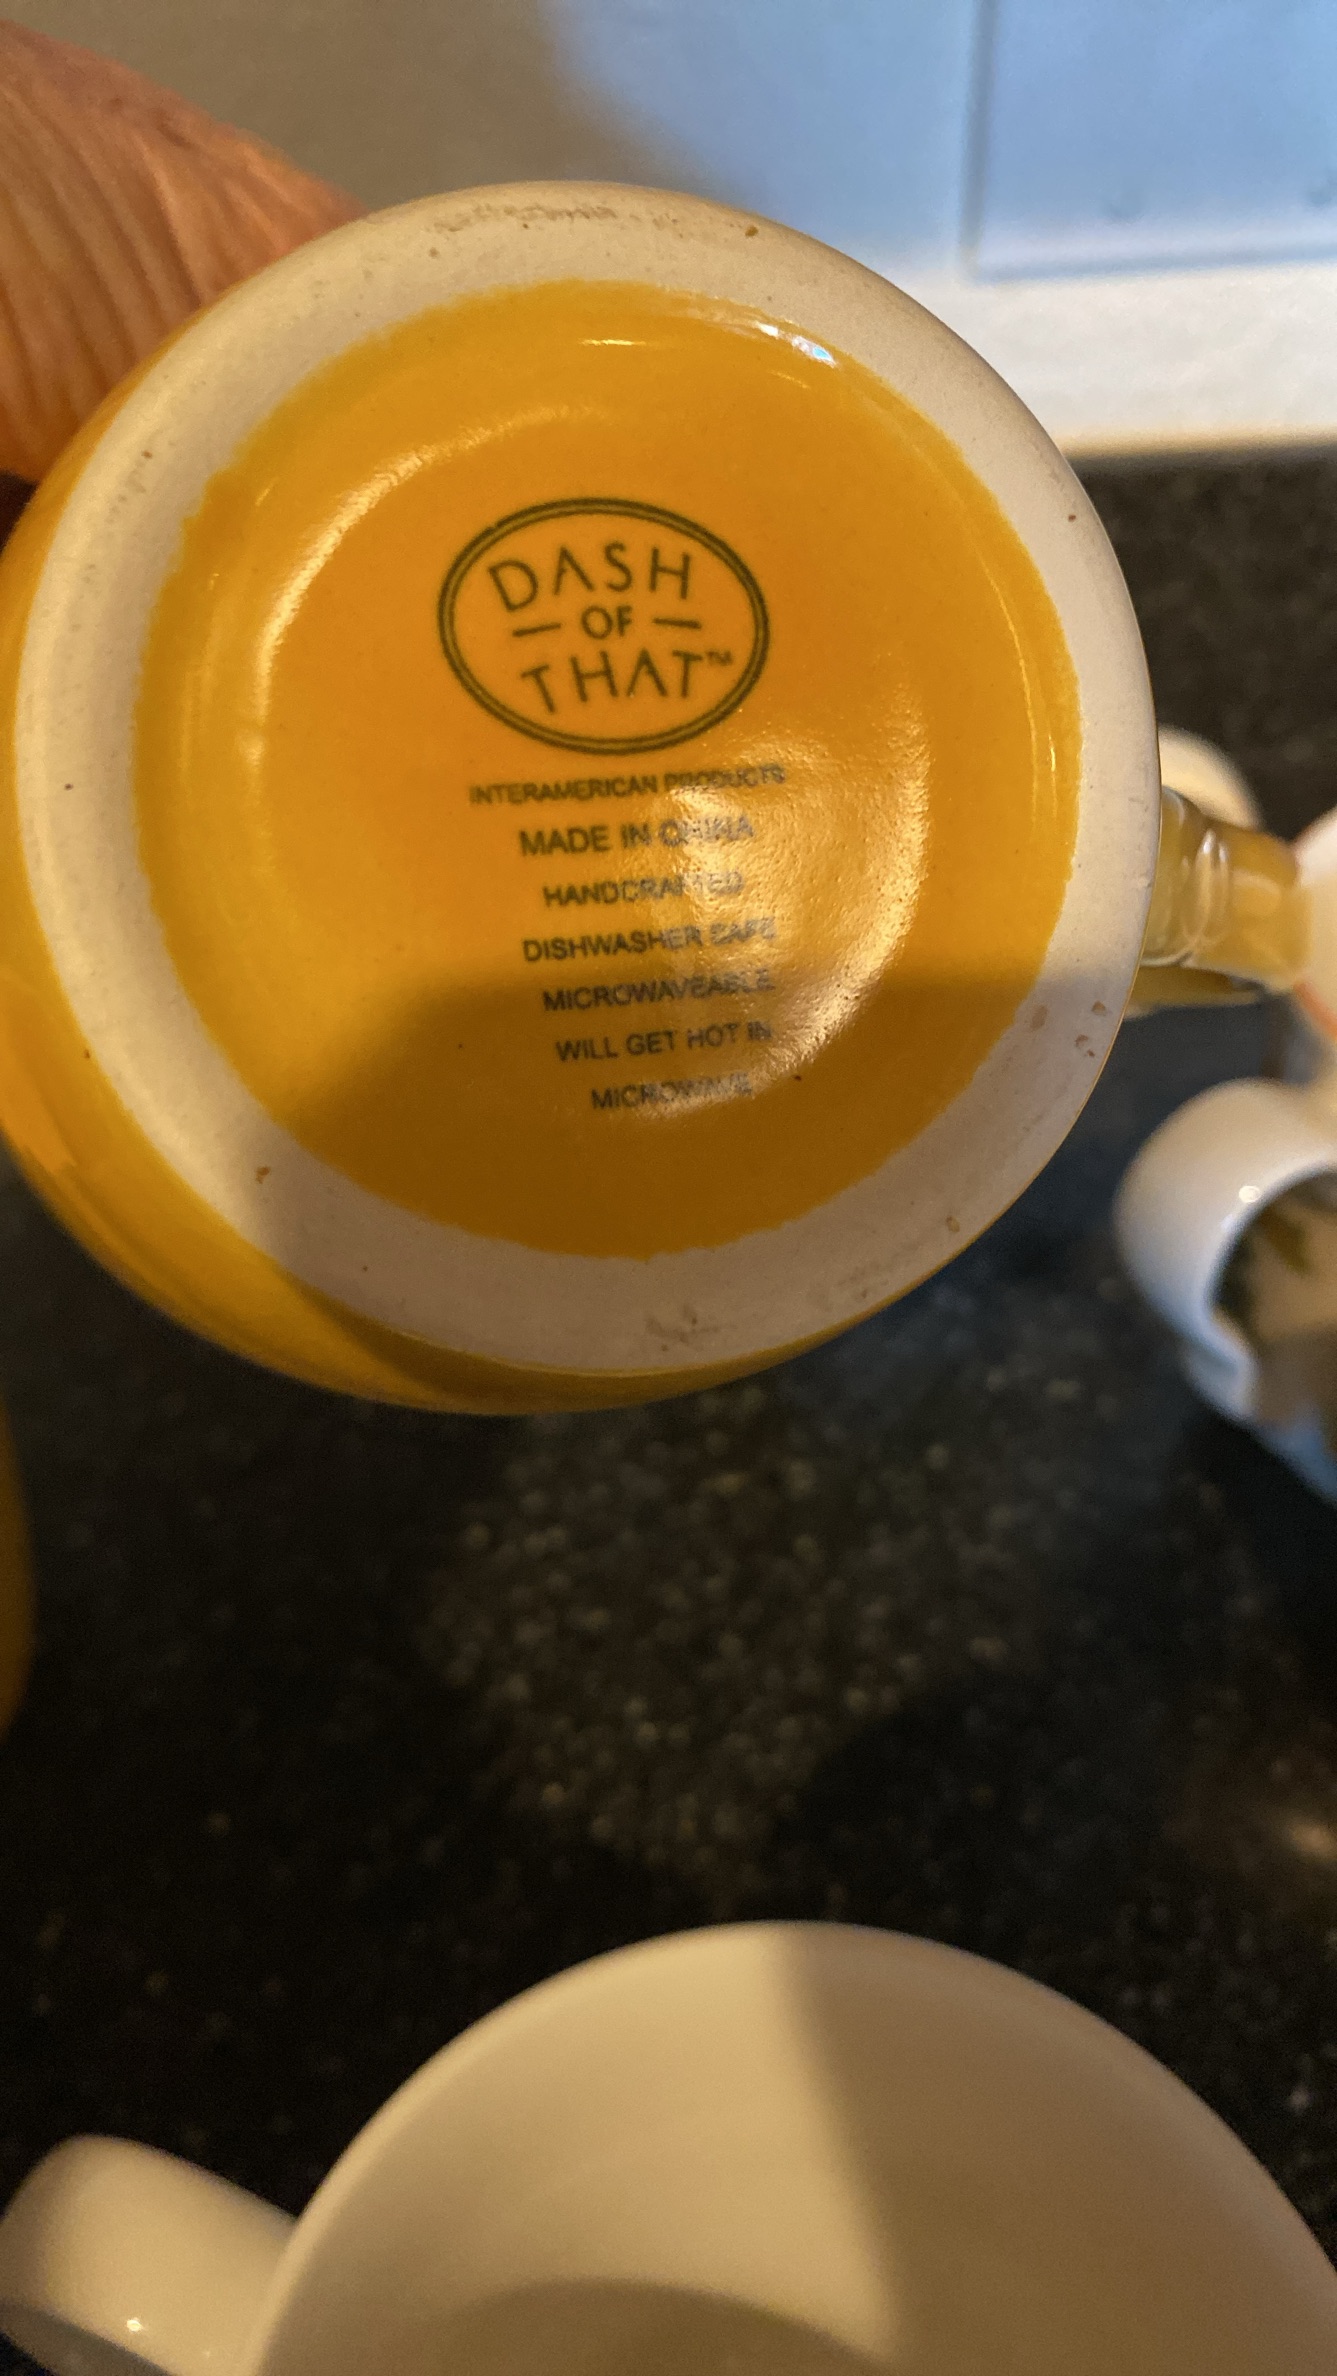 DASH
— OF —
THAT™
INTERAMERICAN PRODUCTS
MADE IN CHINA
HANDCRAFTED
DISHWASHER SAFE
MICROWAVEABLE
WILL GET HOT IN
MICROWAVE